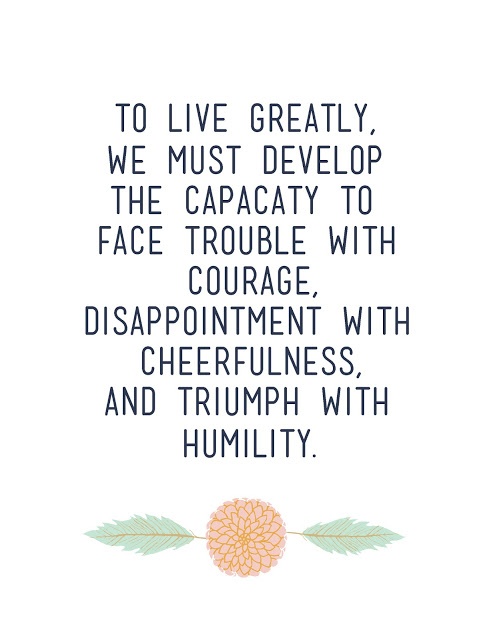 TO LIVE GREATLY,
WE MUST DEVELOP
THE CAPACATY TO
FACE TROUBLE WITH
COURAGE,
DISAPPOINTMENT WITH
CHEERFULNESS,
AND TRIUMPH WITH
HUMILITY.